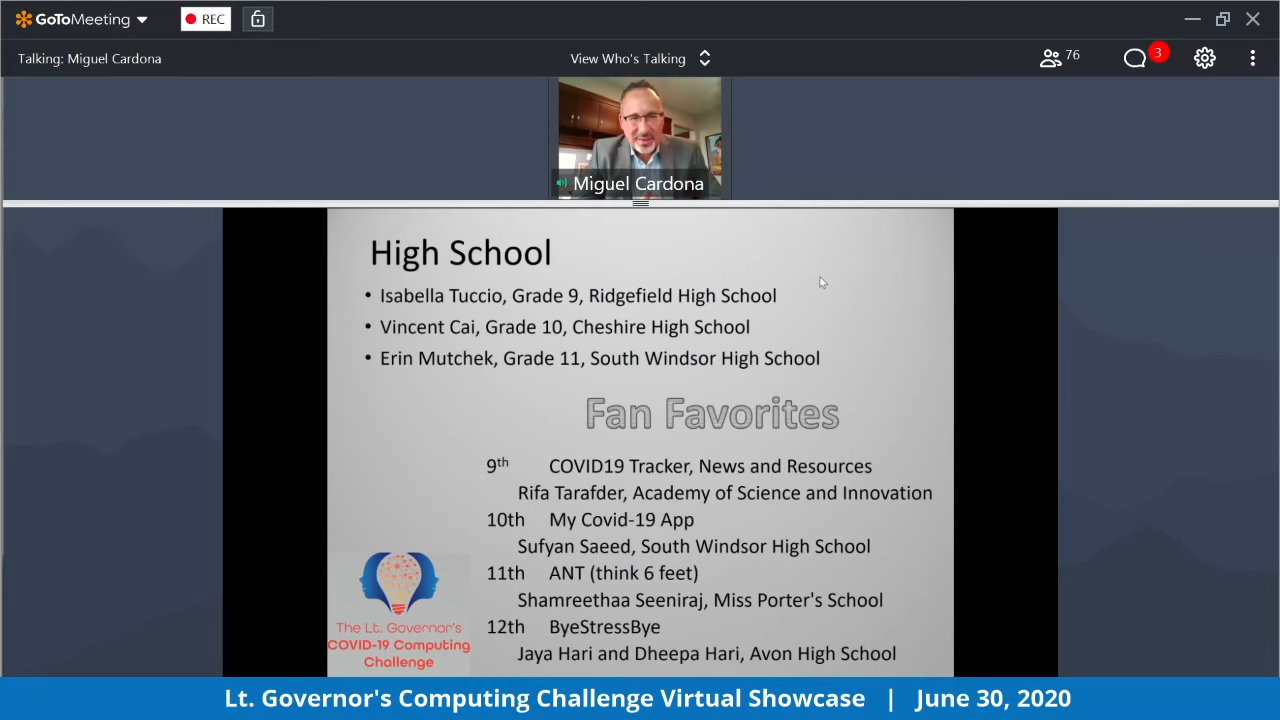 GoToMeeting
REC
Talking: Miguel Cardona
View Who's Talking
76
3
Miguel Cardona
High School
• Isabella Tuccio, Grade 9, Ridgefield High School
• Vincent Cai, Grade 10, Cheshire High School
• Erin Mutchek, Grade 11, South Windsor High School
Fan Favorites
9th COVID19 Tracker, News and Resources
Rifa Tarafder, Academy of Science and Innovation
10th My Covid-19 App
Sufyan Saeed, South Windsor High School
11th ANT (think 6 feet)
Shamreethaa Seeniraj, Miss Porter's School
12th ByeStressBye
Jaya Hari and Dheepa Hari, Avon High School
The Lt. Governor's
COVID-19 Computing
Challenge
Lt. Governor's Computing Challenge Virtual Showcase | June 30, 2020